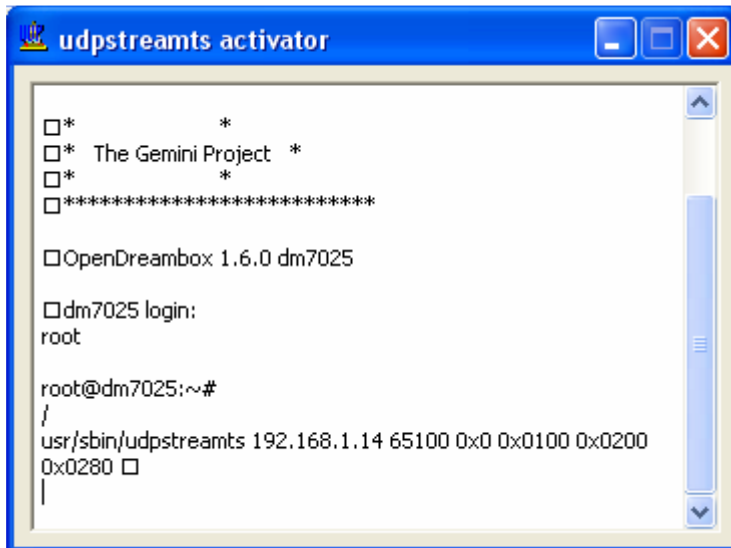 udpstreamts activator
□* *
□* The Gemini Project *
□* *
□**************************
□OpenDreambox 1.6.0 dm7025
□dm7025 login:
root
root@dm7025:~#
/
usr/sbin/udpstreamts 192.168.1.14 65100 0x0 0x0100 0x0200
0x0280 □